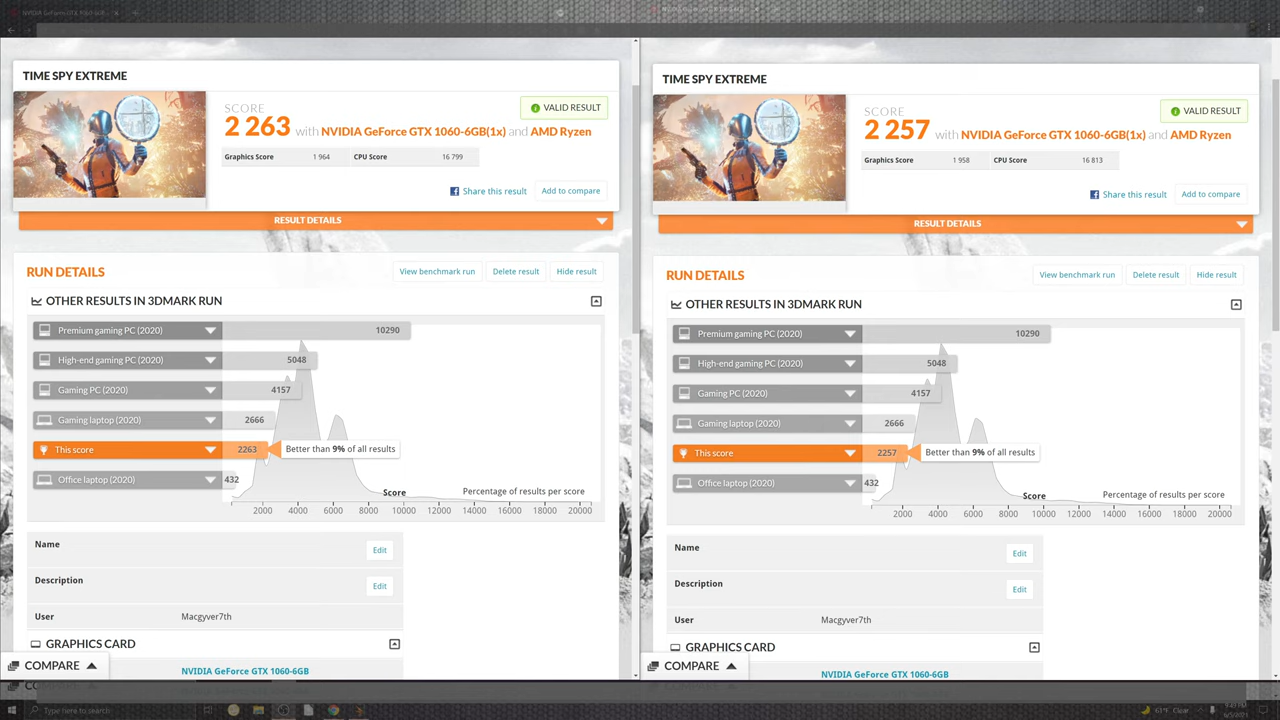 TIME SPY EXTREME
SCORE
2 263 with NVIDIA GeForce GTX 1060-6GB(1x) and AMD Ryzen
VALID RESULT
Graphics Score 1 964 CPU Score 16 799
Share this result
Add to compare
RESULT DETAILS
RUN DETAILS
View benchmark run
Delete result
Hide result
OTHER RESULTS IN 3DMARK RUN
Premium gaming PC (2020) 10290
High-end gaming PC (2020) 5048
Gaming PC (2020) 4157
Gaming laptop (2020) 2666
This score 2263 Better than 9% of all results
Office laptop (2020) 432
Score
Percentage of results per score
2000 4000 6000 8000 10000 12000 14000 16000 18000 20000
Name
Edit
Description
Edit
User Macgyver7th
GRAPHICS CARD
COMPARE
NVIDIA GeForce GTX 1060-6GB
TIME SPY EXTREME
SCORE
2 257 with NVIDIA GeForce GTX 1060-6GB(1x) and AMD Ryzen
VALID RESULT
Graphics Score 1 958 CPU Score 16 813
Share this result
Add to compare
RESULT DETAILS
RUN DETAILS
View benchmark run
Delete result
Hide result
OTHER RESULTS IN 3DMARK RUN
Premium gaming PC (2020) 10290
High-end gaming PC (2020) 5048
Gaming PC (2020) 4157
Gaming laptop (2020) 2666
This score 2257 Better than 9% of all results
Office laptop (2020) 432
Score
Percentage of results per score
2000 4000 6000 8000 10000 12000 14000 16000 18000 20000
Name
Edit
Description
Edit
User Macgyver7th
GRAPHICS CARD
COMPARE
NVIDIA GeForce GTX 1060-6GB
Type here to search
Clear